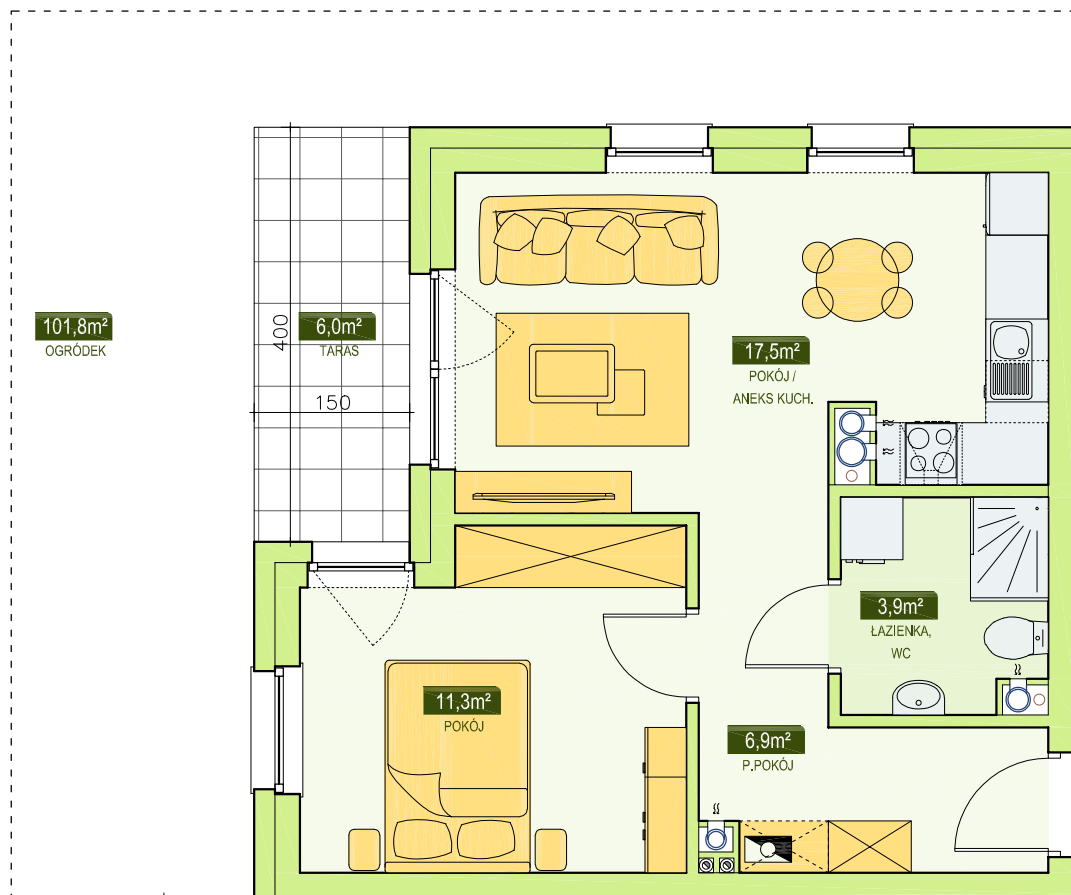 101,8m²
OGRÓDEK
6,0m²
TARAS
400
150
17,5m²
POKÓJ /
ANEKS KUCH.
3,9m²
ŁAZIENKA,
WC
11,3m²
POKÓJ
6,9m²
P.POKÓJ